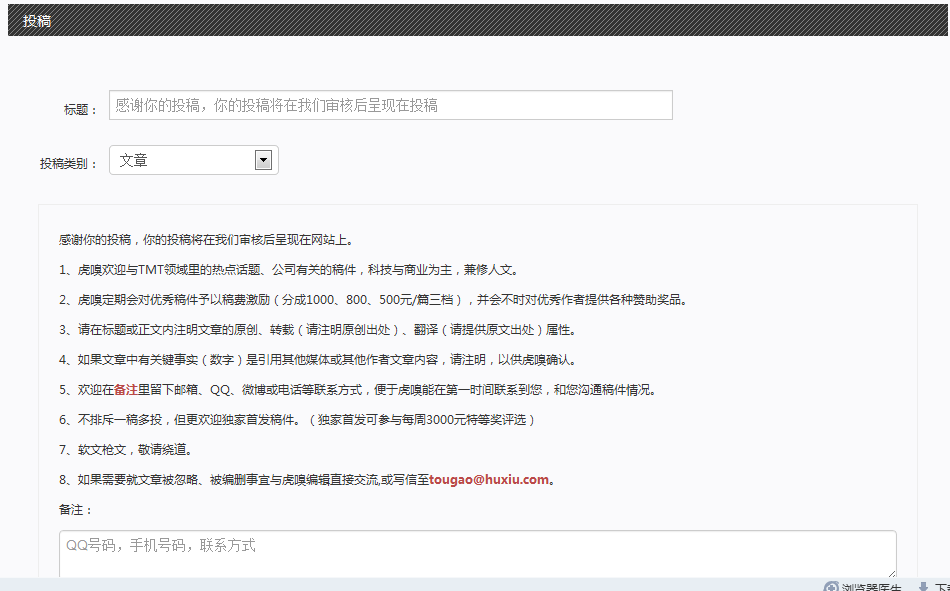 投稿
标题：
感谢你的投稿，你的投稿将在我们审核后呈现在投稿
投稿类别：
文章
感谢你的投稿，你的投稿将在我们审核后呈现在网站上。
1、虎嗅欢迎与TMT领域里的热点话题、公司有关的稿件，科技与商业为主，兼修人文。
2、虎嗅定期会对优秀稿件予以稿费激励（分成1000、800、500元/篇三档），并会不时对优秀作者提供各种赞助奖品。
3、请在标题或正文内注明文章的原创、转载（请注明原创出处）、翻译（请提供原文出处）属性。
4、如果文章中有关键事实（数字）是引用其他媒体或其他作者文章内容，请注明，以供虎嗅确认。
5、欢迎在备注里留下邮箱、QQ、微博或电话等联系方式，便于虎嗅能在第一时间联系到您，和您沟通稿件情况。
6、不排斥一稿多投，但更欢迎独家首发稿件。（独家首发可参与每周3000元特等奖评选）
7、软文枪文，敬请绕道。
8、如果需要就文章被忽略、被编删事宜与虎嗅编辑直接交流,或写信至tougao@huxiu.com。
备注：
QQ号码，手机号码，联系方式
浏览器医生 下